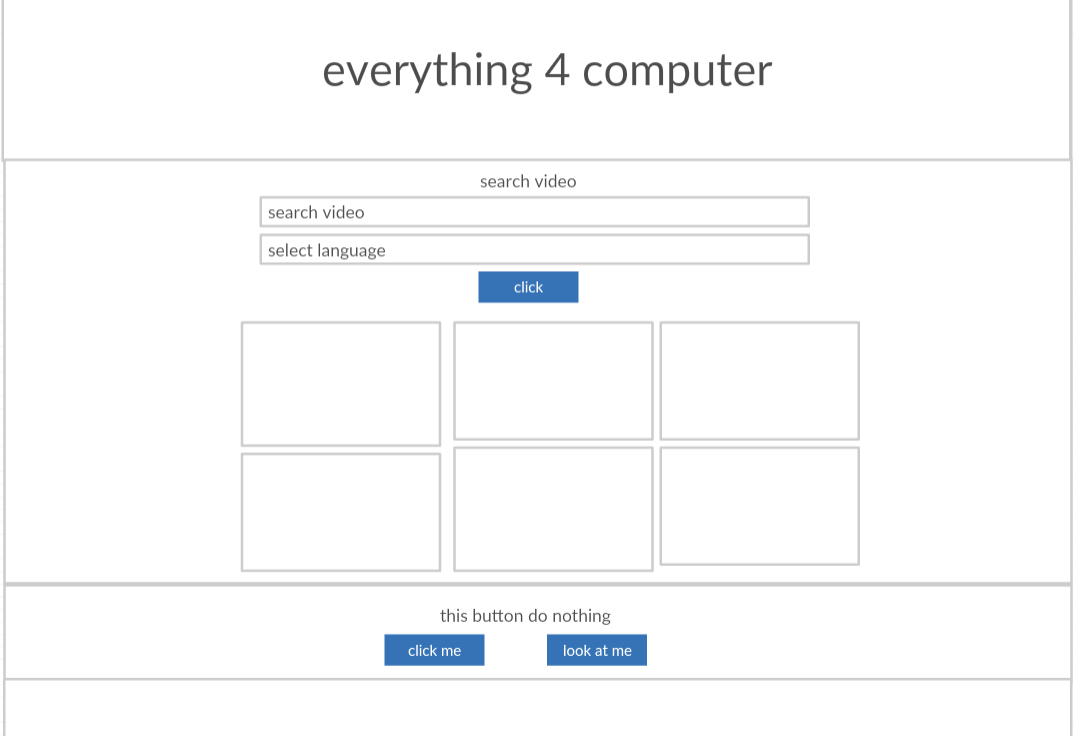 everything 4 computer
search video
search video
select language
click
this button do nothing
click me
look at me